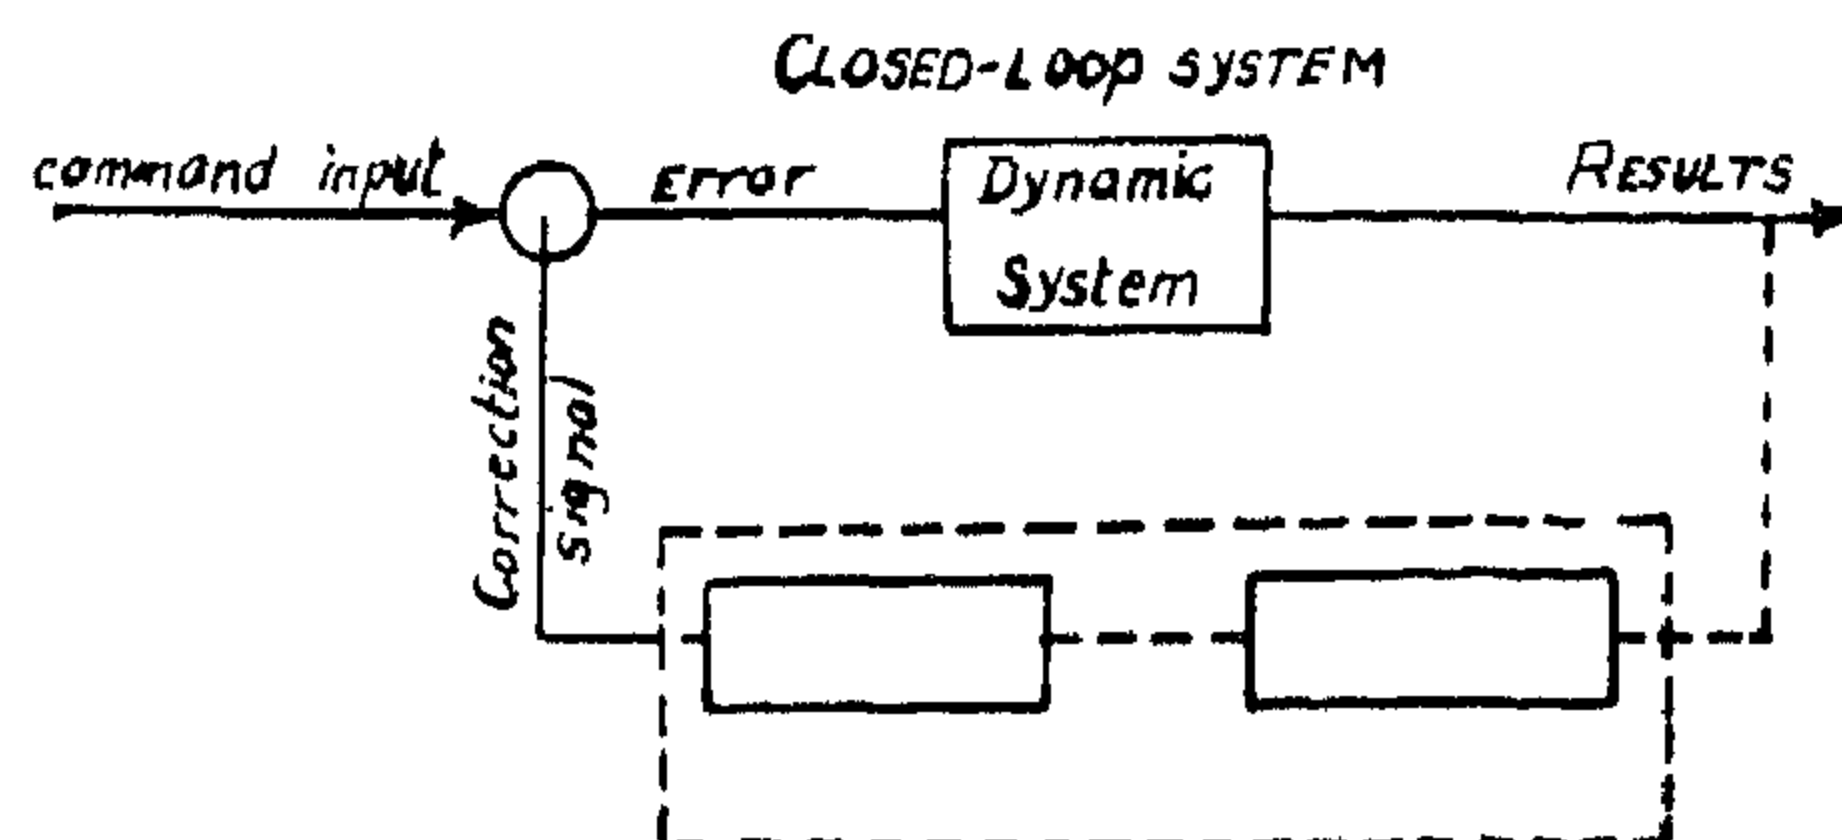 CLOSED-LOOP SYSTEM
command input
Error
Dynamic
System
RESULTS
Correction
signal